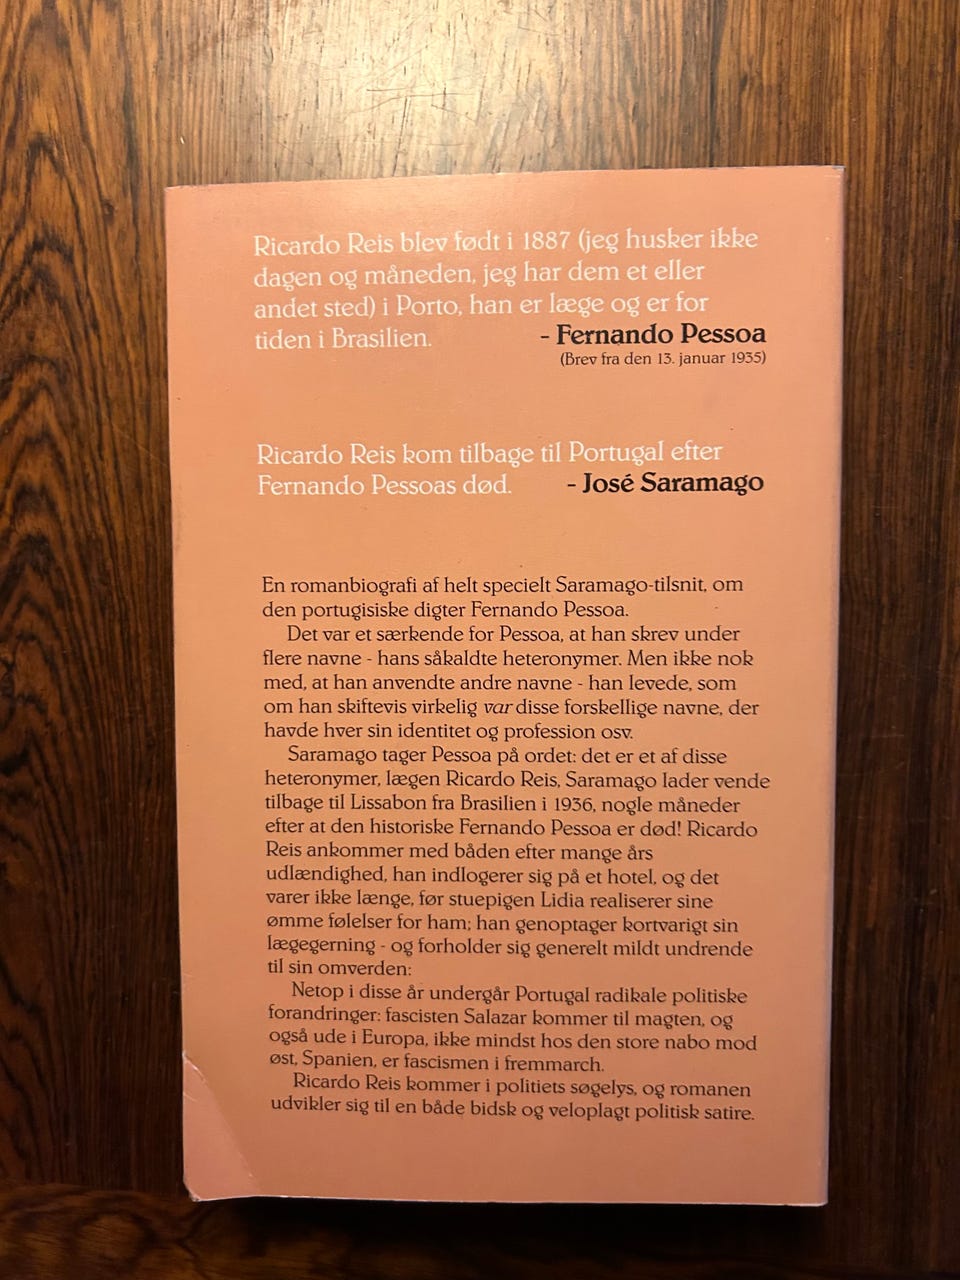 Ricardo Reis blev født i 1887 (jeg husker ikke
dagen og måneden, jeg har dem et eller
andet sted) i Porto, han er læge og er for
tiden i Brasilien. - Fernando Pessoa
(Brev fra den 13. januar 1935)
Ricardo Reis kom tilbage til Portugal efter
Fernando Pessoas død. - José Saramago
En romanbiografi af helt specielt Saramago-tilsnit, om
den portugisiske digter Fernando Pessoa.
Det var et særkende for Pessoa, at han skrev under
flere navne - hans såkaldte heteronymer. Men ikke nok
med, at han anvendte andre navne - han levede, som
om han skiftevis virkelig var disse forskellige navne, der
havde hver sin identitet og profession osv.
Saramago tager Pessoa på ordet: det er et af disse
heteronymer, lægen Ricardo Reis, Saramago lader vende
tilbage til Lissabon fra Brasilien i 1936, nogle måneder
efter at den historiske Fernando Pessoa er død! Ricardo
Reis ankommer med båden efter mange års
udlændighed, han indlogerer sig på et hotel, og det
varer ikke længe, før stuepigen Lidia realiserer sine
ømme følelser for ham; han genoptager kortvarigt sin
lægegerning - og forholder sig generelt mildt undrende
til sin omverden:
Netop i disse år undergår Portugal radikale politiske
forandringer: fascisten Salazar kommer til magten, og
også ude i Europa, ikke mindst hos den store nabo mod
øst, Spanien, er fascismen i fremmarch.
Ricardo Reis kommer i politiets søgelys, og romanen
udvikler sig til en både bidsk og veloplagt politisk satire.